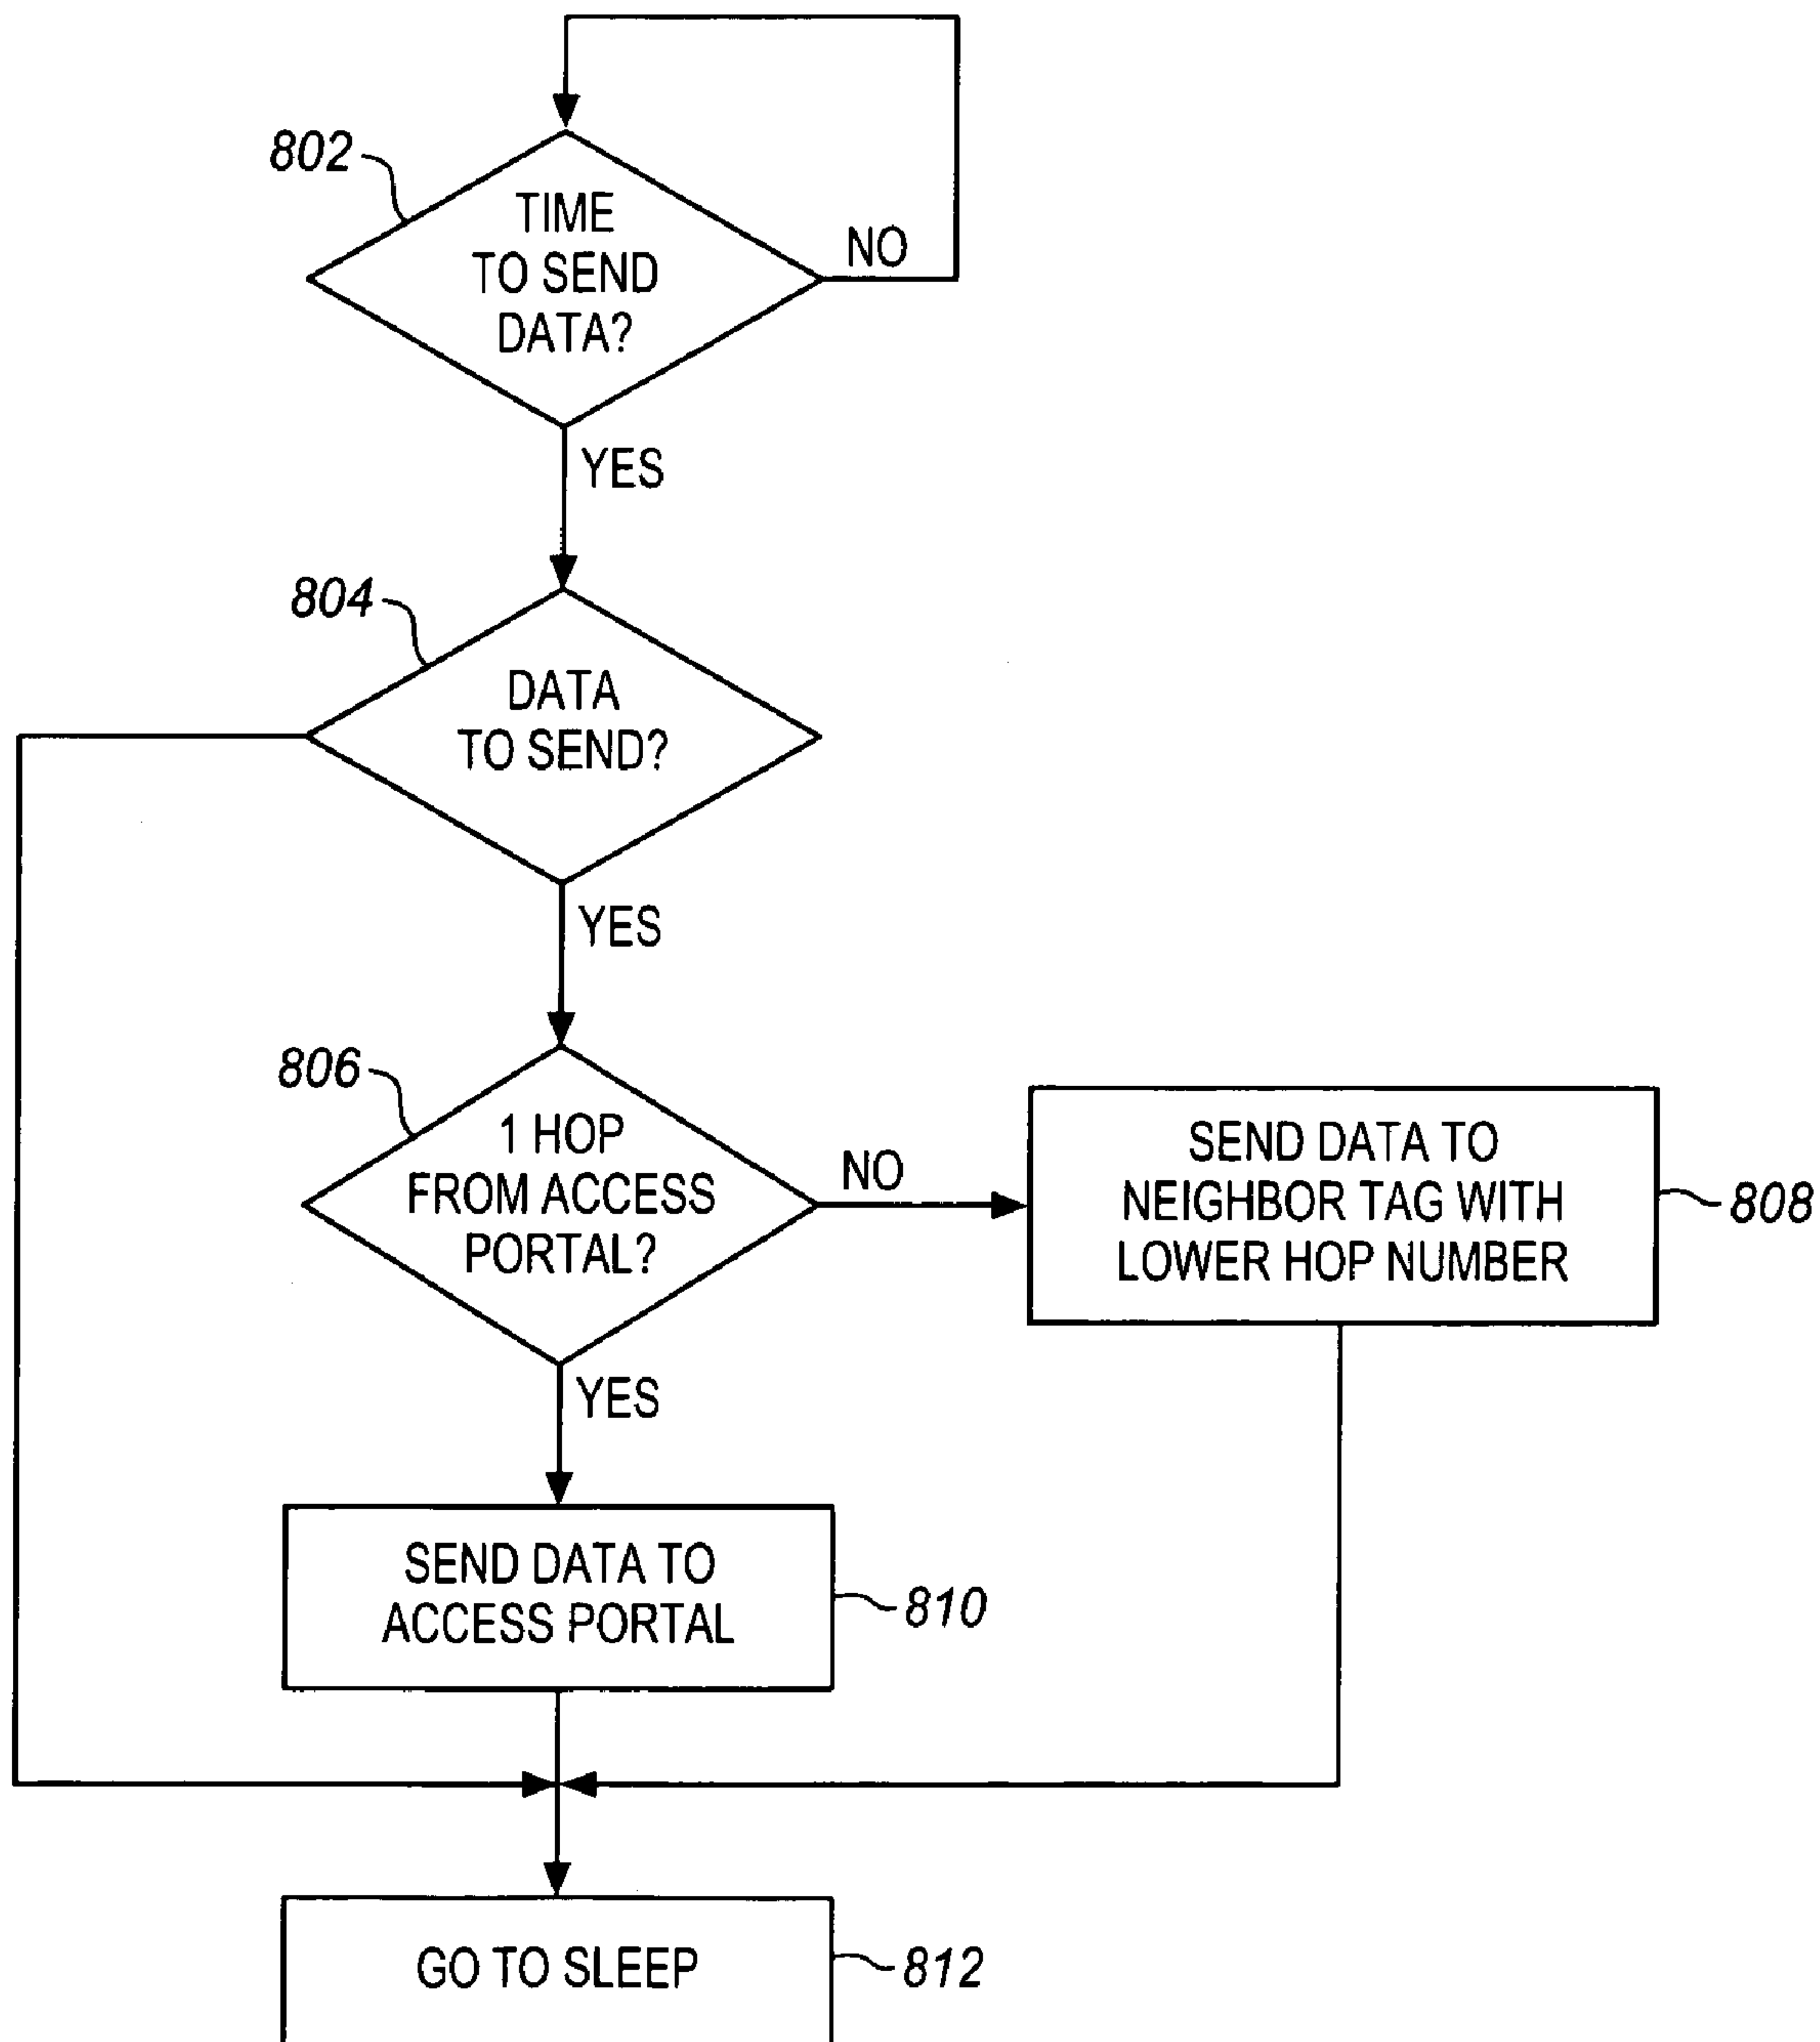 802
TIME
TO SEND
DATA?
NO
YES
804
DATA
TO SEND?
YES
806
1 HOP
FROM ACCESS
PORTAL?
NO
SEND DATA TO
NEIGHBOR TAG WITH
LOWER HOP NUMBER
808
YES
SEND DATA TO
ACCESS PORTAL
810
GO TO SLEEP
812